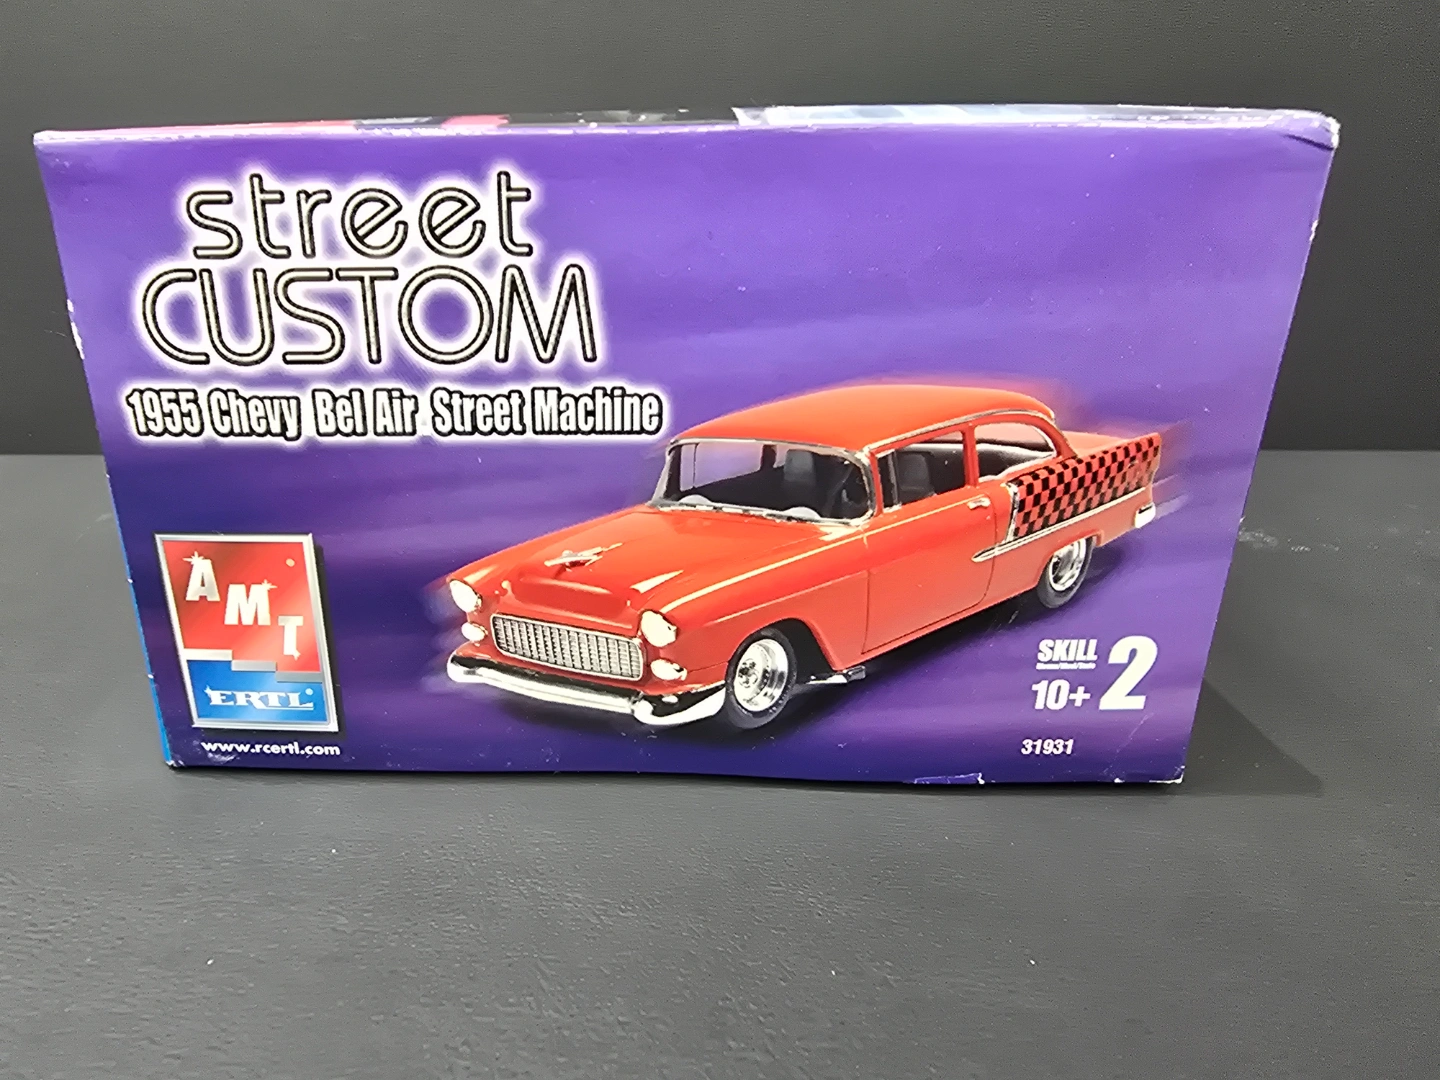 street
CUSTOM
1955 Chevy Bel Air Street Machine
AMT
ERTL®
www.rcertl.com
SKILL 2
10+
31931